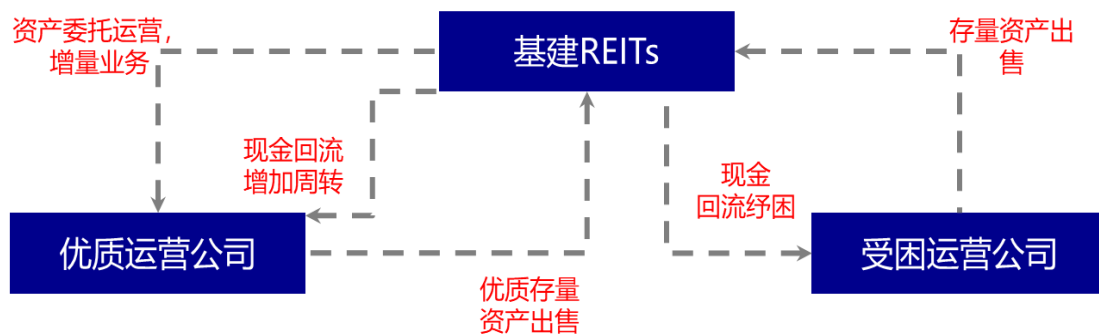 资产委托运营，
增量业务
基建REITs
存量资产出
售
现金回流
增加周转
现金
回流纾困
优质运营公司
受困运营公司
优质存量
资产出售